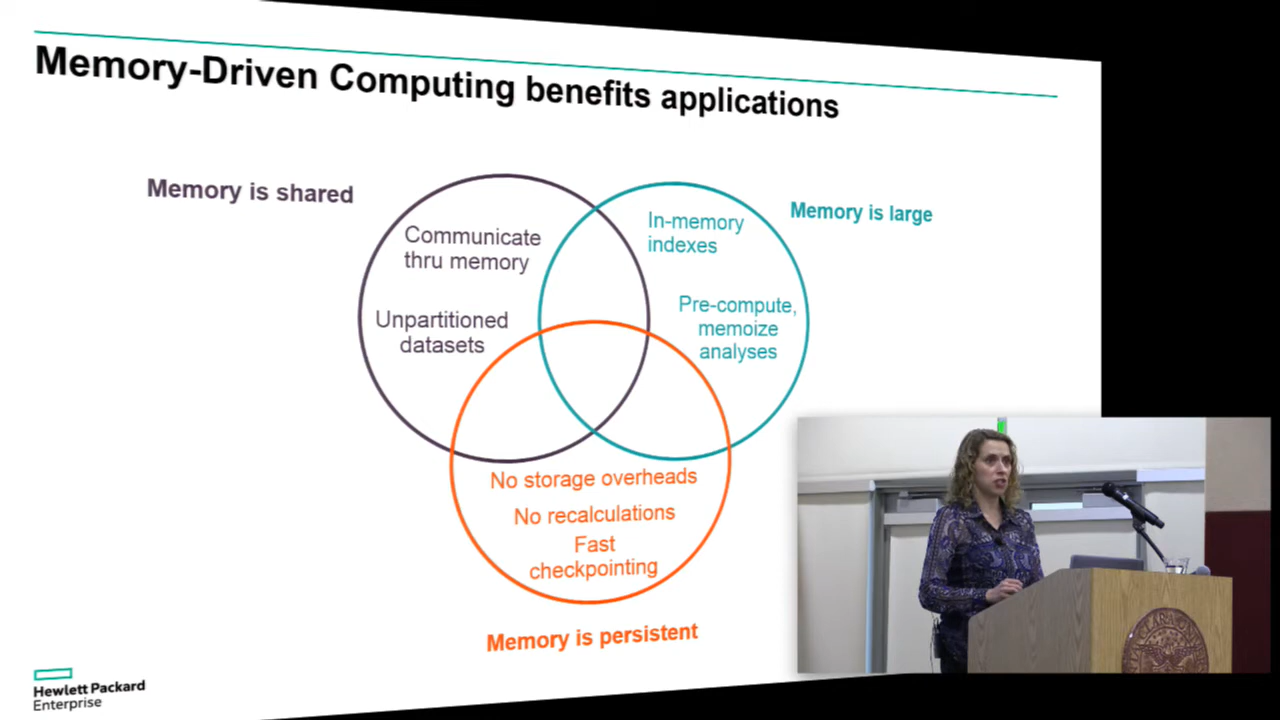 Memory-Driven Computing benefits applications
Memory is shared
Memory is large
Communicate
thru memory
Unpartitioned
datasets
In-memory
indexes
Pre-compute,
memoize
analyses
No storage overheads
No recalculations
Fast
checkpointing
Memory is persistent
Hewlett Packard
Enterprise